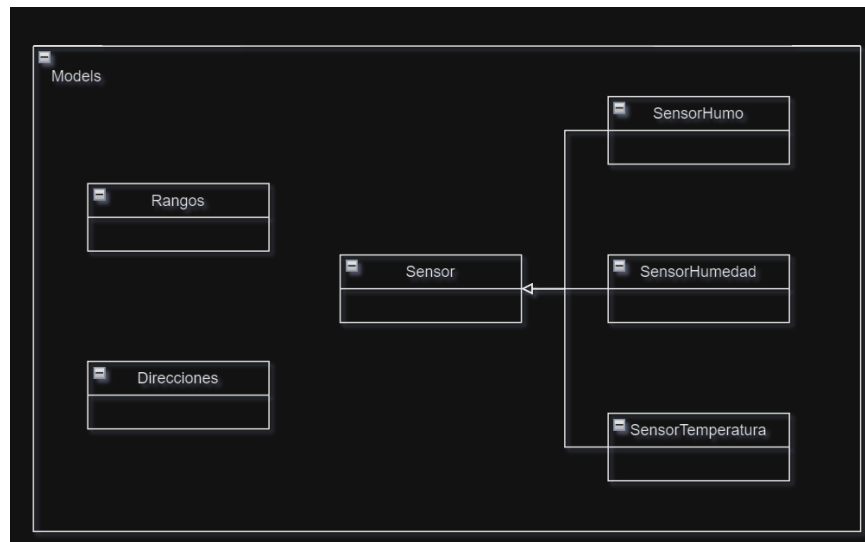 Models
SensorHumo
Rangos
Sensor
SensorHumedad
Direcciones
SensorTemperatura